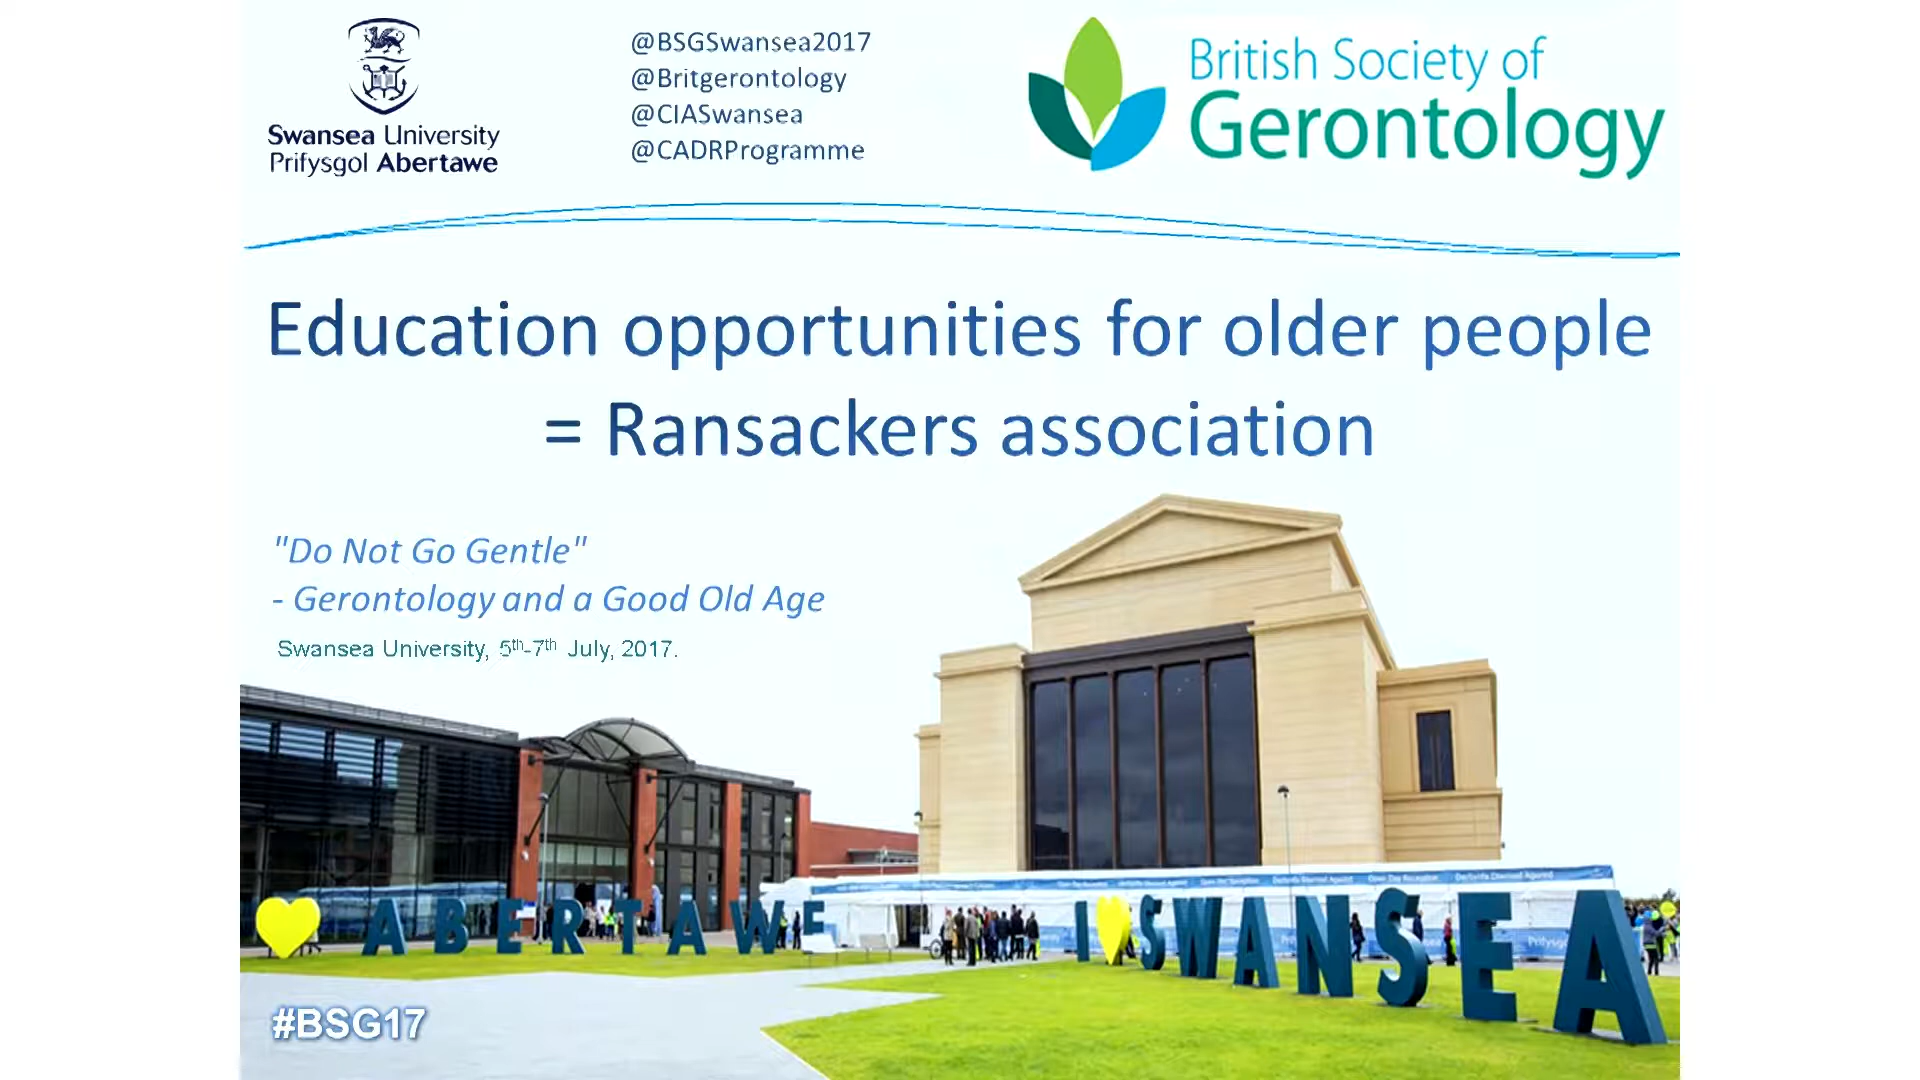 Swansea University
Prifysgol Abertawe
@BSGSwansea2017
@Britgerontology
@CIASwansea
@CADRProgramme
British Society of
Gerontology
Education opportunities for older people
= Ransackers association
"Do Not Go Gentle"
- Gerontology and a Good Old Age
Swansea University, 5th-7th July, 2017.
ABERTAWE
I SWANSEA
#BSG17